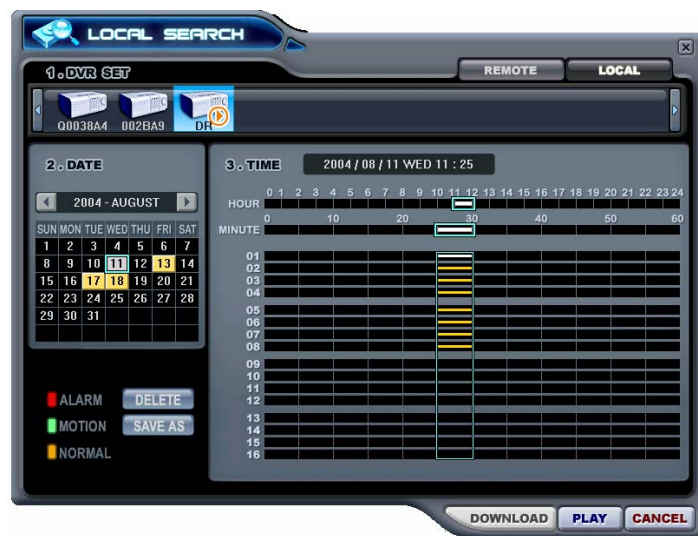 LOCAL SEARCH
1. DVR SET
REMOTE LOCAL
Q0038A4 002BA9 DR
2. DATE
2004 - AUGUST
SUN MON TUE WED THU FRI SAT
1 2 3 4 5 6 7
8 9 10 11 12 13 14
15 16 17 18 19 20 21
22 23 24 25 26 27 28
29 30 31
ALARM DELETE
MOTION SAVE AS
NORMAL
3. TIME 2004 / 08 / 11 WED 11 : 25
0 1 2 3 4 5 6 7 8 9 10 11 12 13 14 15 16 17 18 19 20 21 22 23 24
HOUR
0 10 20 30 40 50 60
MINUTE
01
02
03
04
05
06
07
08
09
10
11
12
13
14
15
16
DOWNLOAD PLAY CANCEL